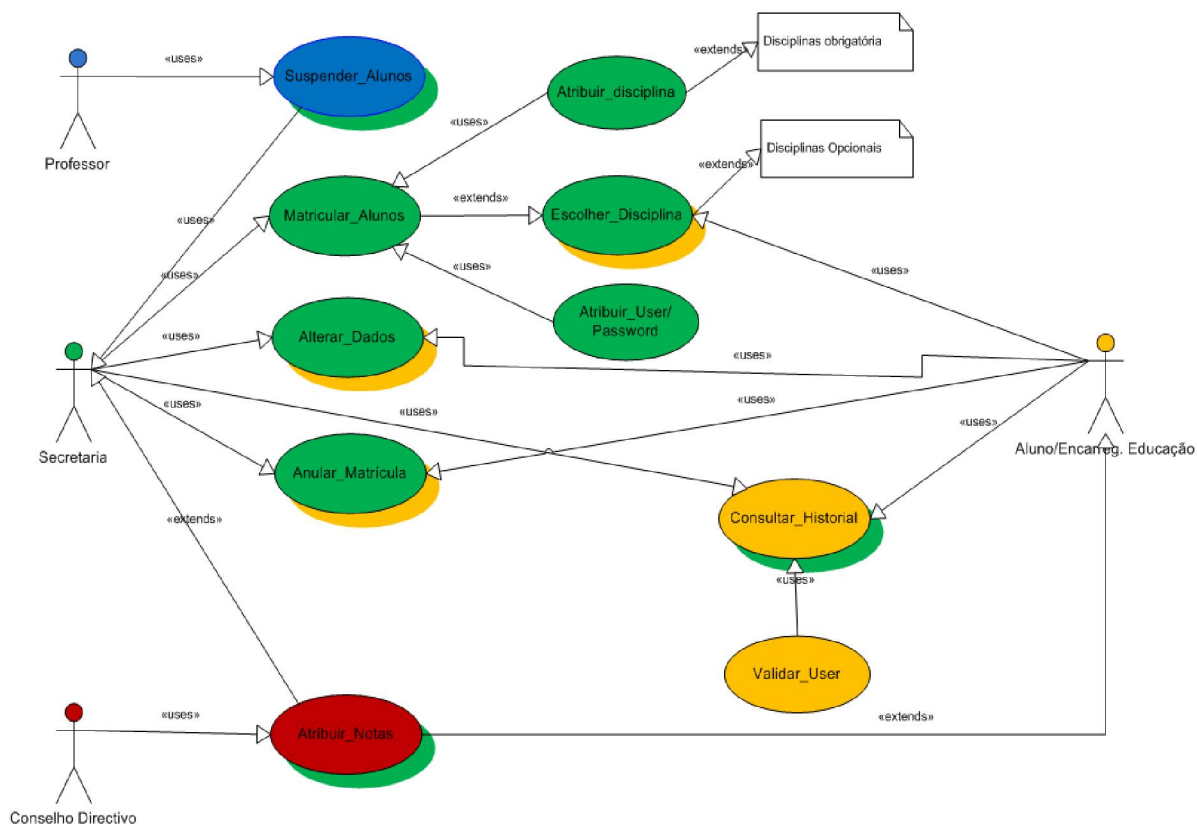 Disciplinas obrigatória
«extends»
«uses»
Suspender_Alunos
Atribuir_disciplina
«uses»
Professor
Disciplinas Opcionais
«extends»
«uses»
Matricular_Alunos
«extends»
Escolher_Disciplina
«uses»
«uses»
«uses»
Atribuir_User/
Password
«uses»
Alterar_Dados
«uses»
«uses»
«uses»
«uses»
«uses»
Secretaria
Anular_Matrícula
Aluno/Encarreg. Educação
«extends»
Consultar_Historial
«uses»
Validar_User
«uses»
Atribuir_Notas
«extends»
Conselho Directivo